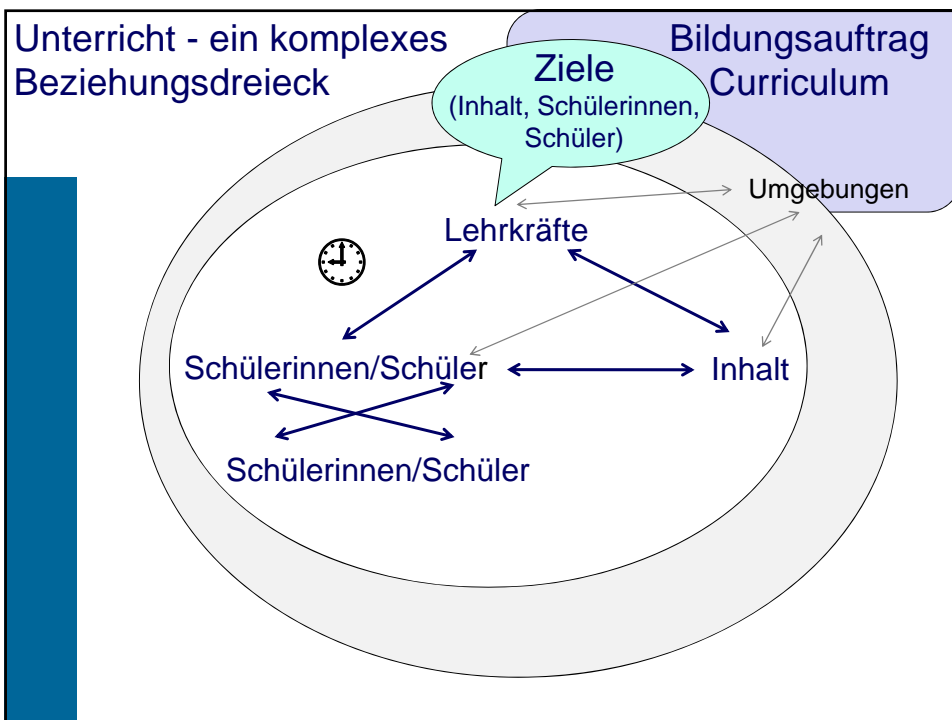 Unterricht - ein komplexes
Beziehungsdreieck
Bildungsauftrag
Curriculum
Ziele
(Inhalt, Schülerinnen,
Schüler)
Umgebungen
Lehrkräfte
Schülerinnen/Schüler
Inhalt
Schülerinnen/Schüler